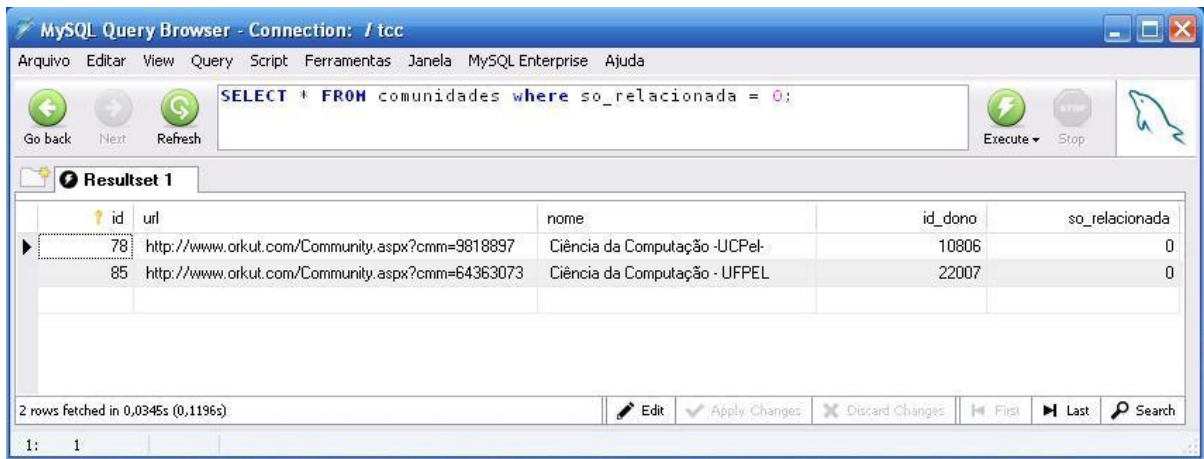 MySQL Query Browser - Connection: / tcc
Arquivo Editar View Query Script Ferramentas Janela MySQL Enterprise Ajuda
SELECT * FROM comunidades where so_relacionada = 0;
Go back Next Refresh Execute STOP Stop
Resultset 1
id url nome id_dono so_relacionada
78 http://www.orkut.com/Community.aspx?cmm=9818897 Ciência da Computação -UCPel- 10806 0
85 http://www.orkut.com/Community.aspx?cmm=64363073 Ciência da Computação - UFPEL 22007 0
2 rows fetched in 0,0345s (0,1196s) Edit Apply Changes Discard Changes First Last Search
1: 1